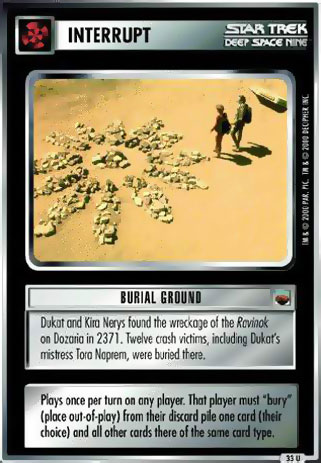 INTERRUPT
STAR TREK
DEEP SPACE NINE
TM & © 2000 PAR. PIC. TM & © 2000 DECIPHER INC.
BURIAL GROUND
Dukat and Kira Nerys found the wreckage of the Ravinok
on Dozaria in 2371. Twelve crash victims, including Dukat's
mistress Tora Naprem, were buried there.
Plays once per turn on any player. That player must "bury"
(place out-of-play) from their discard pile one card (their
choice) and all other cards there of the same card type.
33 U